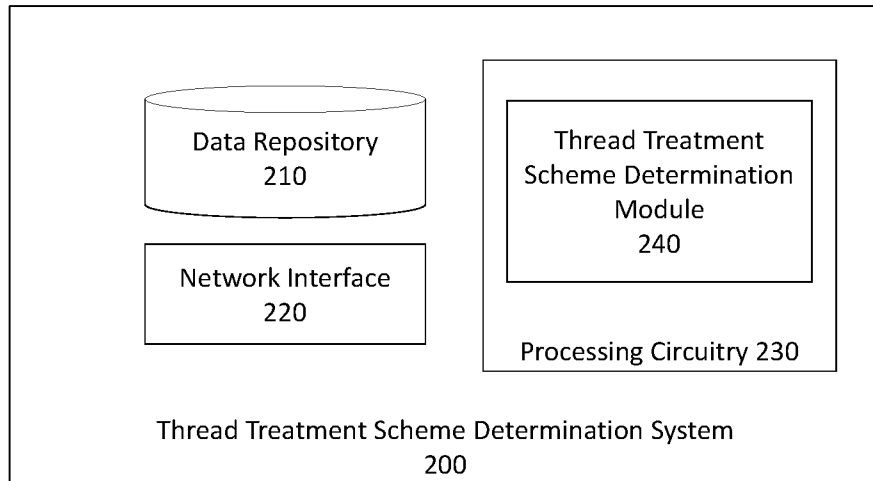 Data Repository
210
Network Interface
220
Thread Treatment
Scheme Determination
Module
240
Processing Circuitry 230
Thread Treatment Scheme Determination System
200